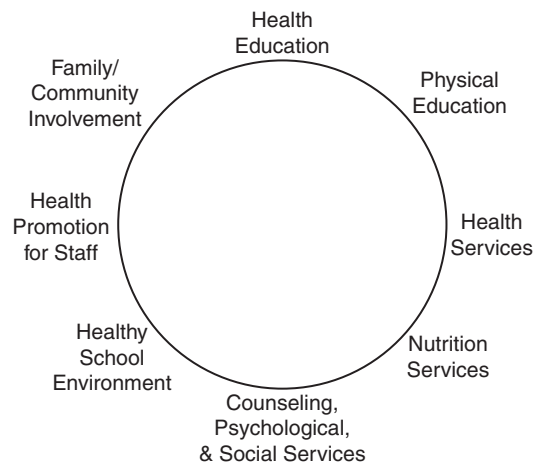 Health
Education
Physical
Education
Health
Services
Nutrition
Services
Counseling,
Psychological,
& Social Services
Healthy
School
Environment
Health
Promotion
for Staff
Family/
Community
Involvement